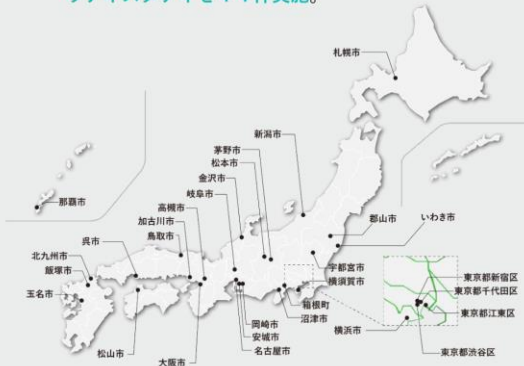 札幌市
新潟市
茅野市
松本市
金沢市
岐阜市
高槻市
加古川市
鳥取市
呉市
北九州市
飯塚市
玉名市
那覇市
郡山市
いわき市
宇都宮市
横須賀市
箱根町
沼津市
岡崎市
安城市
名古屋市
大阪市
松山市
横浜市
東京都新宿区
東京都千代田区
東京都江東区
東京都渋谷区